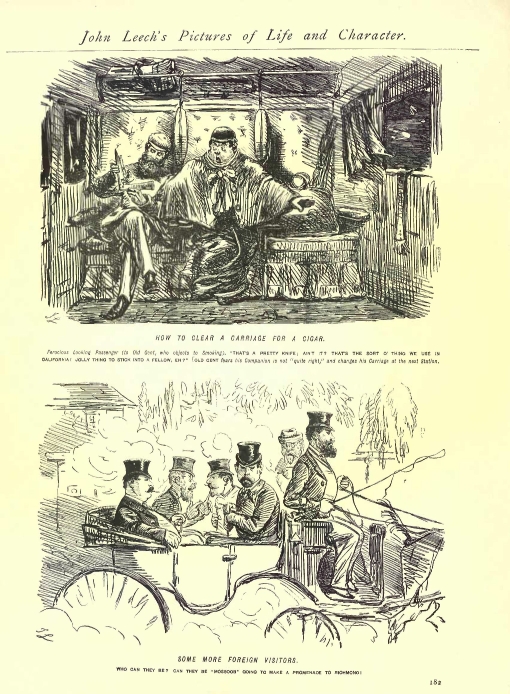 John Leech's Pictures of Life and Character.
HOW TO CLEAR A CARRIAGE FOR A CIGAR.
Ferocious Looking Passenger (to Old Gent, who objects to Smoking). "THAT'S A PRETTY KNIFE; AIN'T IT? THAT'S THE SORT O' THING WE USE IN
CALIFORNIA! JOLLY THING TO STICH INTO A FELLOW, EH?" [OLD GENT fears his Companion is not "quite right," and changes his Carriage at the next Station.
SOME MORE FOREIGN VISITORS.
WHO CAN THEY BE? CAN THEY BE "MOSSOOS" GOING TO MAKE A PROMENADE TO RICHMOND?
182